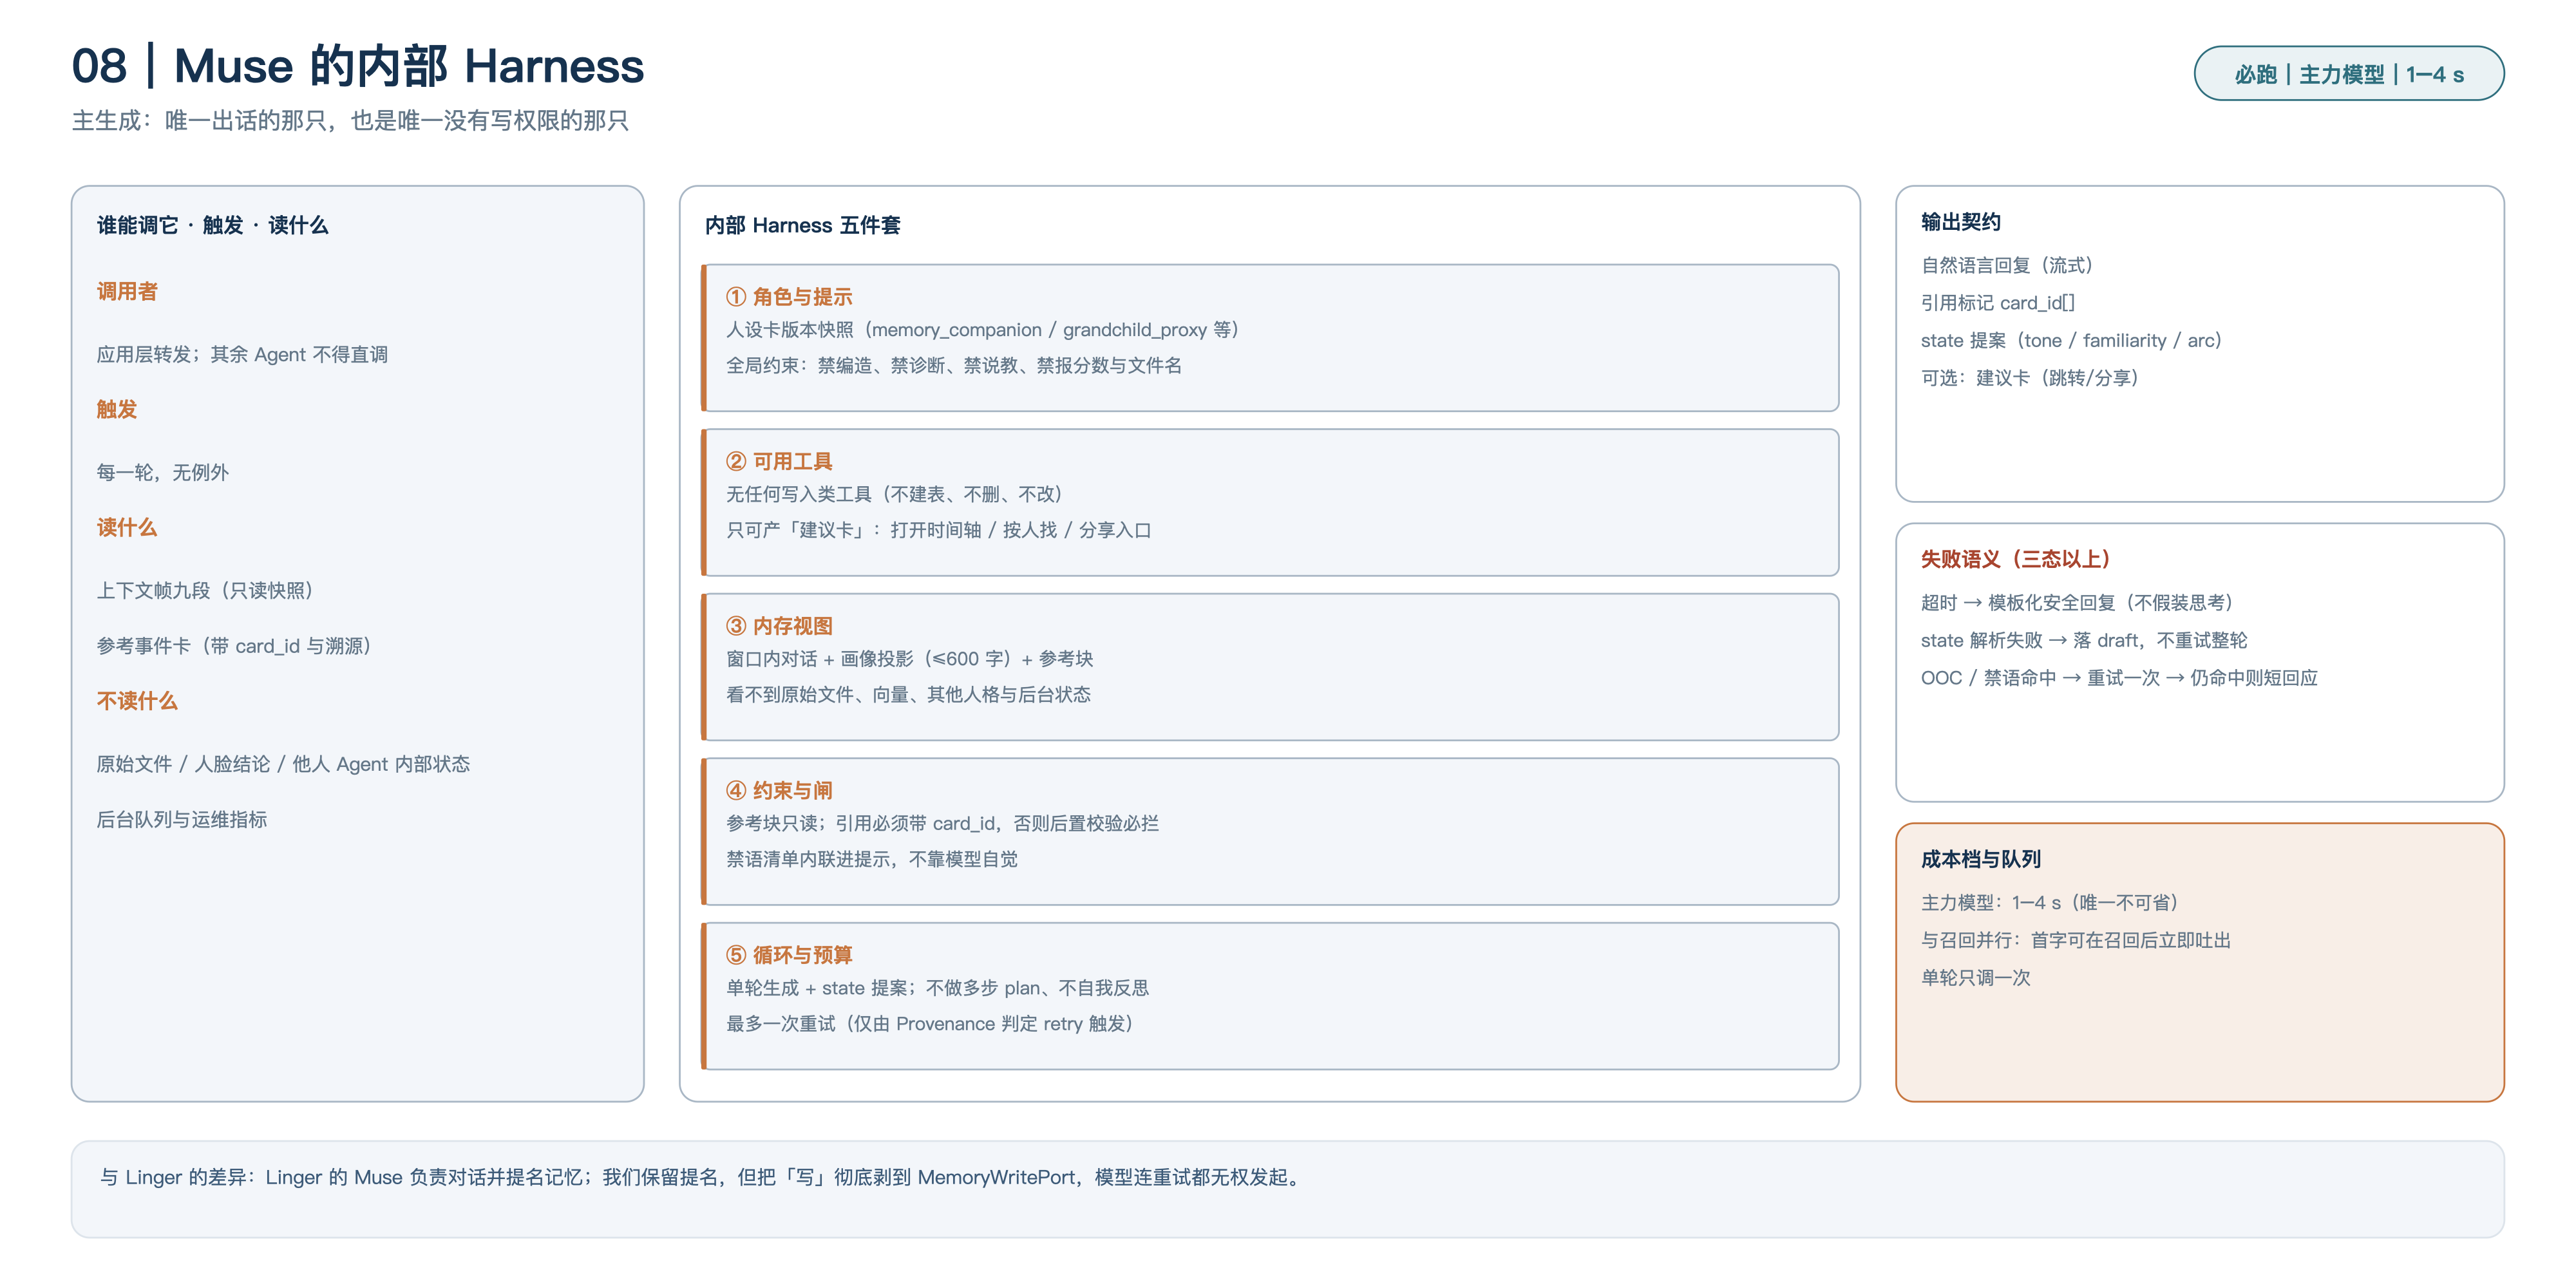 08｜Muse 的内部 Harness
主生成：唯一出话的那只，也是唯一没有写权限的那只
必跑｜主力模型｜1–4 s
谁能调它 · 触发 · 读什么
调用者
应用层转发；其余 Agent 不得直调
触发
每一轮，无例外
读什么
上下文帧九段（只读快照）
参考事件卡（带 card_id 与溯源）
不读什么
原始文件 / 人脸结论 / 他人 Agent 内部状态
后台队列与运维指标
内部 Harness 五件套
① 角色与提示
人设卡版本快照（memory_companion / grandchild_proxy 等）
全局约束：禁编造、禁诊断、禁说教、禁报分数与文件名
② 可用工具
无任何写入类工具（不建表、不删、不改）
只可产「建议卡」：打开时间轴 / 按人找 / 分享入口
③ 内存视图
窗口内对话 + 画像投影（≤600 字）+ 参考块
看不到原始文件、向量、其他人格与后台状态
④ 约束与闸
参考块只读；引用必须带 card_id，否则后置校验必拦
禁语清单内联进提示，不靠模型自觉
⑤ 循环与预算
单轮生成 + state 提案；不做多步 plan、不自我反思
最多一次重试（仅由 Provenance 判定 retry 触发）
输出契约
自然语言回复（流式）
引用标记 card_id[]
state 提案（tone / familiarity / arc）
可选：建议卡（跳转/分享）
失败语义（三态以上）
超时 → 模板化安全回复（不假装思考）
state 解析失败 → 落 draft，不重试整轮
OOC / 禁语命中 → 重试一次 → 仍命中则短回应
成本档与队列
主力模型：1–4 s（唯一不可省）
与召回并行：首字可在召回后立即吐出
单轮只调一次
与 Linger 的差异：Linger 的 Muse 负责对话并提名记忆；我们保留提名，但把「写」彻底剥到 MemoryWritePort，模型连重试都无权发起。